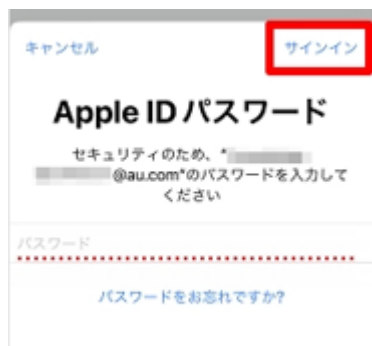 キャンセル サインイン
Apple ID パスワード
セキュリティのため、"
@au.com"のパスワードを入力して
ください
パスワード
パスワードをお忘れですか?